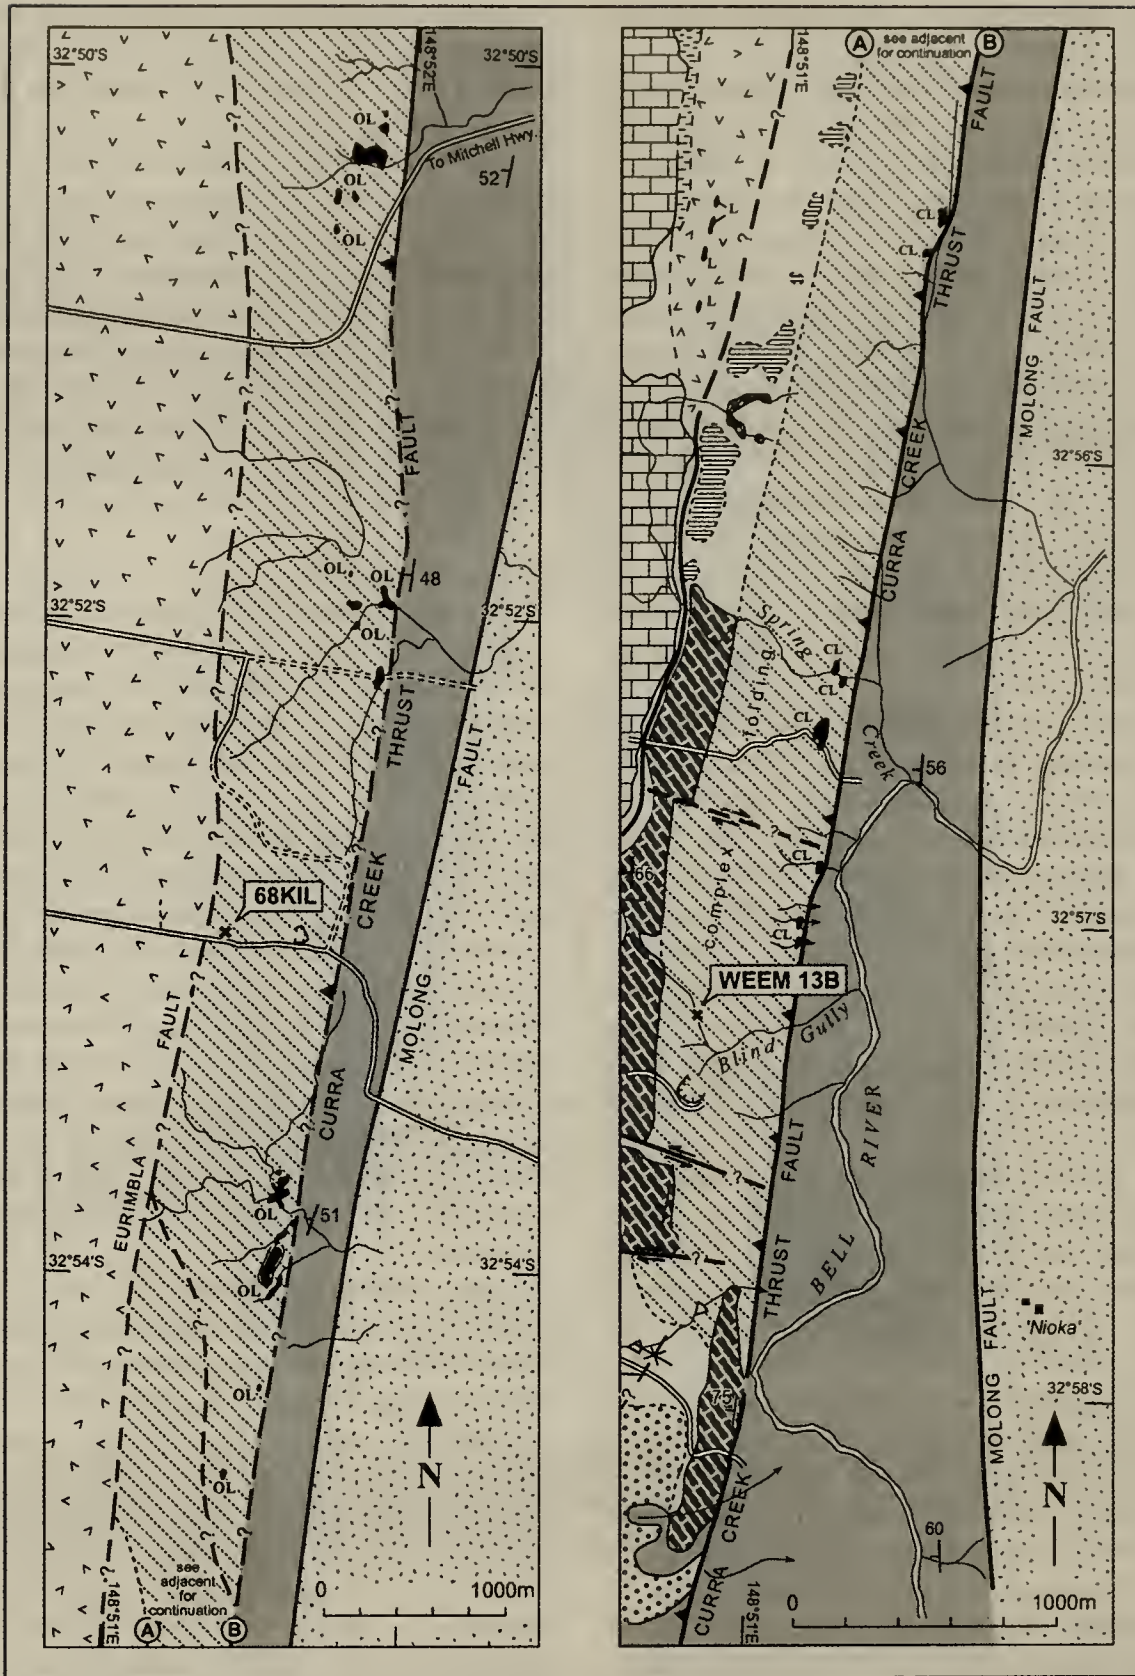 32°50'S
148°52'E
32°50'S
OL
To Mitchell Hwy.
52
OL
OL
?
?
?
?
FAULT
?
?
OL
OL
48
32°52'S
OL
32°52'S
?
THRUST
?
FAULT
?
?
68KIL
CREEK
?
?
FAULT
MOLONG
?
CURRA
EURIMBLA
?
OL
51
32°54'S
OL
32°54'S
?
?
?
OL
?
OL
?
N
see
adjacent
for
continuation
148°51'E
A
B
0
1000m
148°51'E
A
see adjacent
for continuation
B
FAULT
?
L
?
L
L
CL
CL
THRUST
MOLONG FAULT
CREEK
32°56'S
CURRA
Spring
Creek
folding
complex
CL
CL
CL
56
?
CL
66
32°57'S
CL
WEEM 13B
Blind Gully
RIVER
BELL
FAULT
?
THRUST
?
MOLONG FAULT
'Nioka'
?
75
32°58'S
CREEK
N
60
CURRA
148°51'E
0
1000m